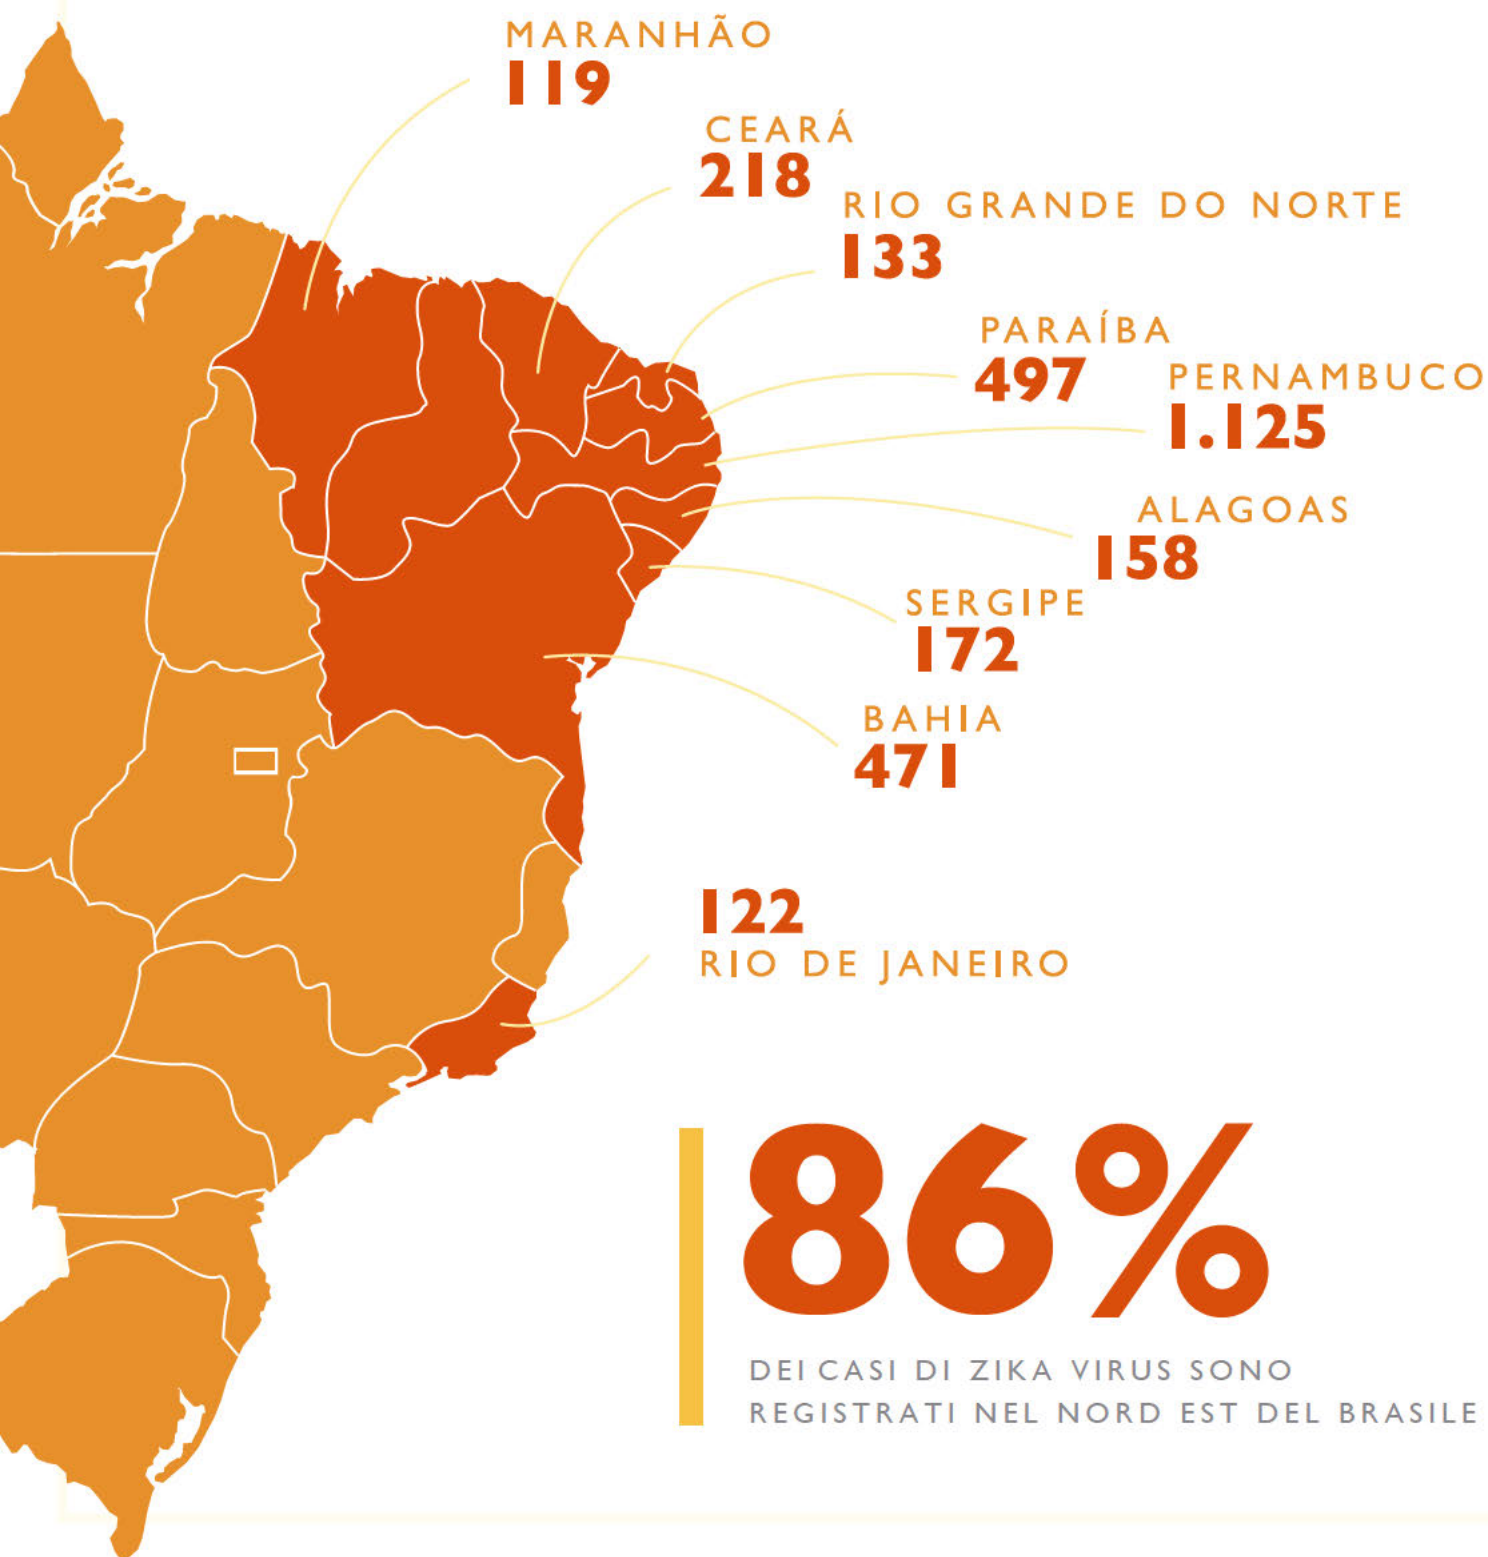 MARANHÃO
119
CEARÁ
218
RIO GRANDE DO NORTE
133
PARAÍBA
497
PERNAMBUCO
1.125
ALAGOAS
158
SERGIPE
172
BAHIA
471
122
RIO DE JANEIRO
86%
DEI CASI DI ZIKA VIRUS SONO
REGISTRATI NEL NORD EST DEL BRASILE